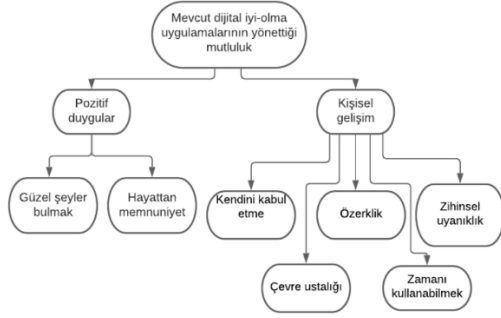 Mevcut dijital iyi-olma
uygulamalarının yönettiği
mutluluk
Pozitif
duygular
Kişisel
gelişim
Güzel şeyler
bulmak
Hayattan
memnuniyet
Kendini kabul
etme
Özerklik
Zihinsel
uyanıklık
Çevre ustalığı
Zamanı
kullanabilmek